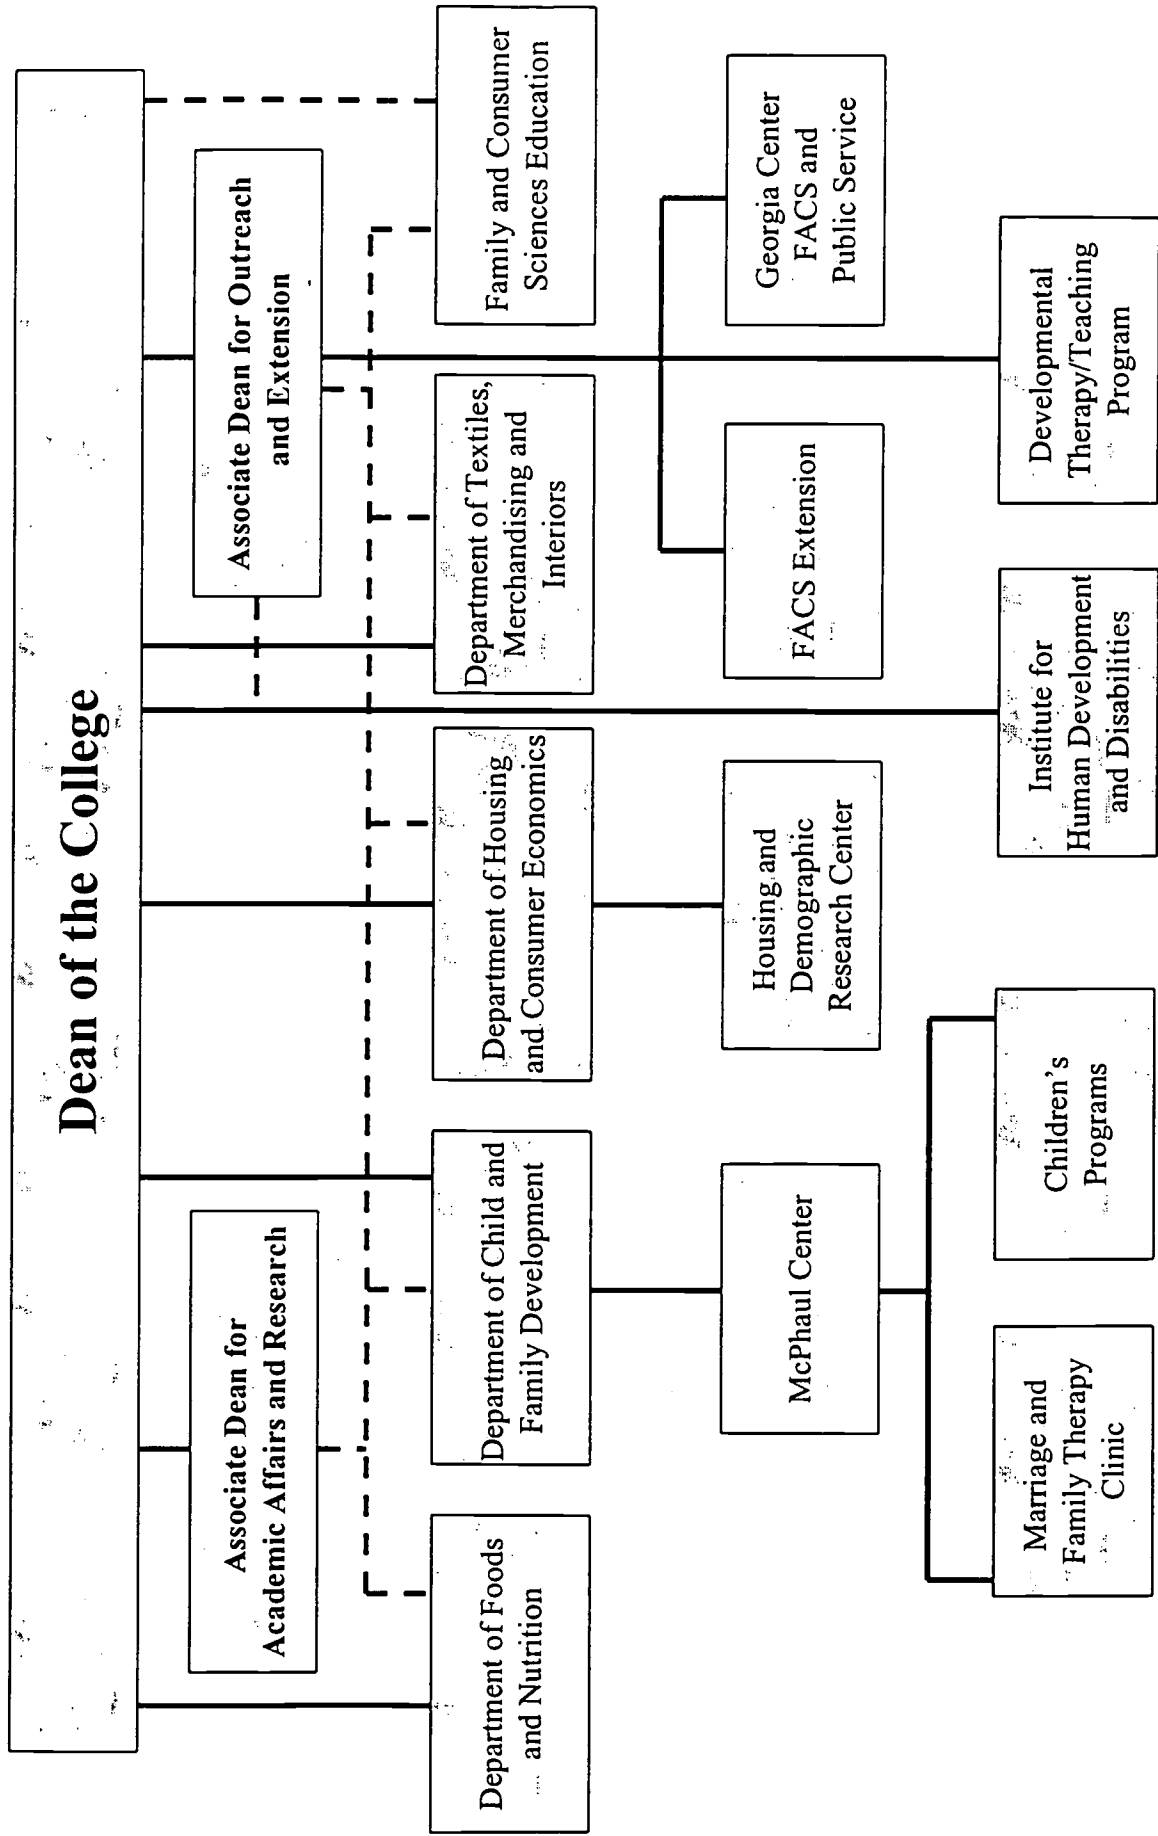 Dean of the College
Associate Dean for
Academic Affairs and Research
Associate Dean for Outreach
and Extension
Department of Foods
and Nutrition
Department of Child and
Family Development
Department of Housing
and Consumer Economics
Department of Textiles,
Merchandising and
Interiors
Family and Consumer
Sciences Education
McPhaul Center
Housing and
Demographic
Research Center
FACS Extension
Georgia Center
FACS and
Public Service
Marriage and
Family Therapy
Clinic
Children's
Programs
Institute for
Human Development
and Disabilities
Developmental
Therapy/Teaching
Program